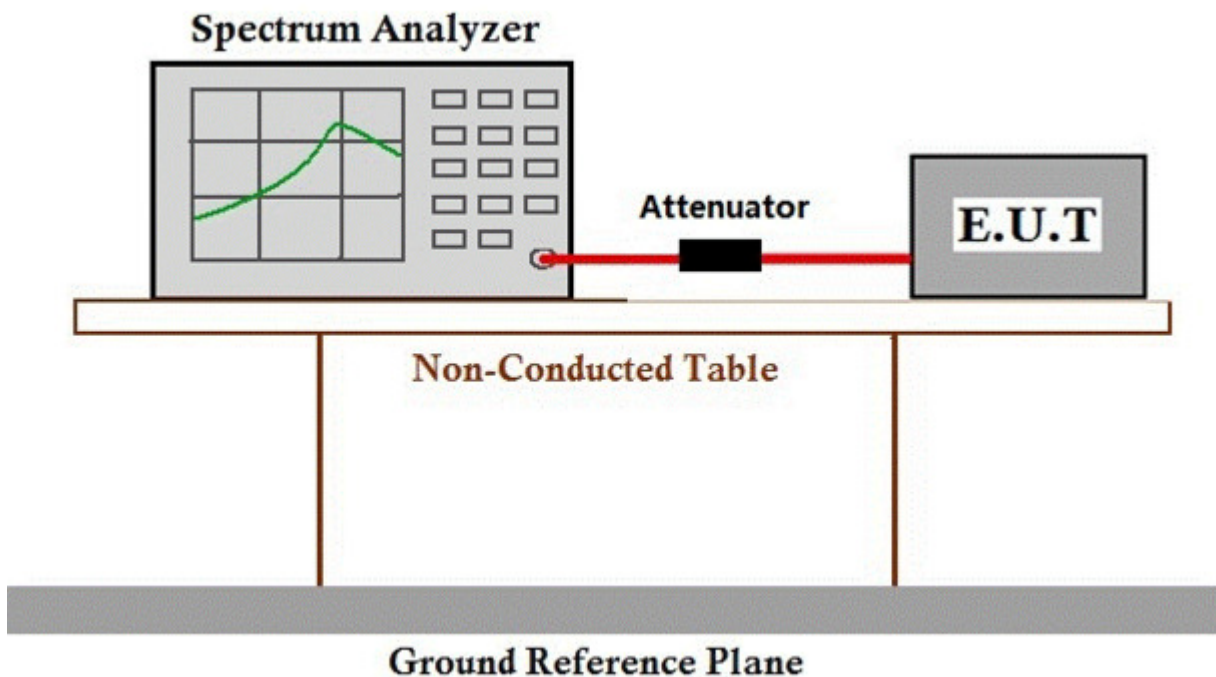 Spectrum Analyzer
Attenuator
E.U.T
Non-Conducted Table
Ground Reference Plane